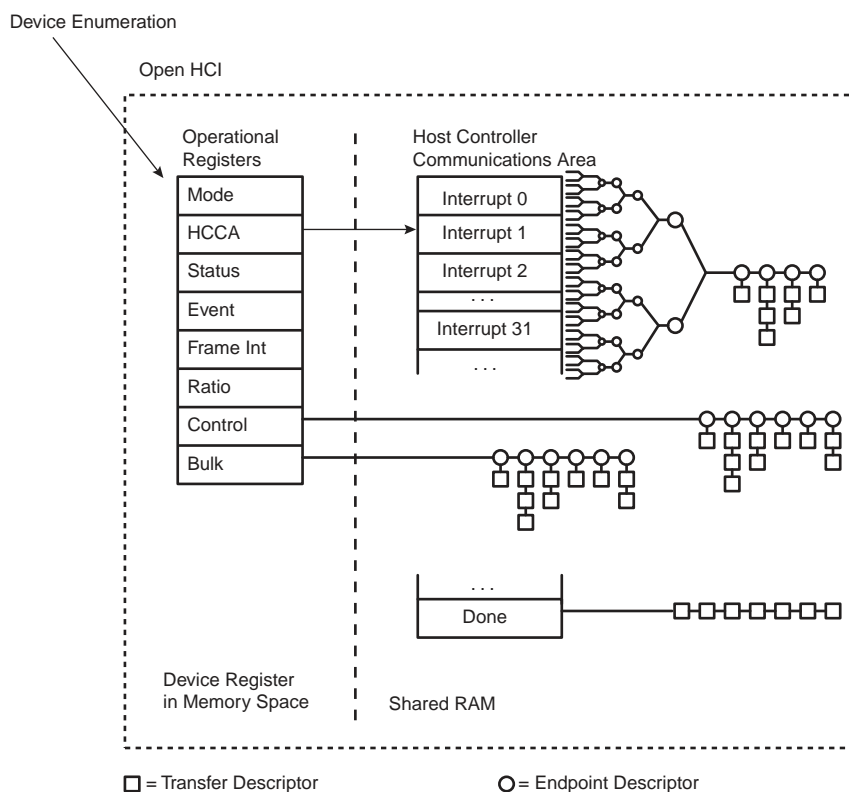 Device Enumeration
Open HCI
Operational
Registers
Mode
HCCA
Status
Event
Frame Int
Ratio
Control
Bulk
Host Controller
Communications Area
Interrupt 0
Interrupt 1
Interrupt 2
. . .
Interrupt 31
. . .
. . .
Done
Device Register
in Memory Space
Shared RAM
= Transfer Descriptor
= Endpoint Descriptor